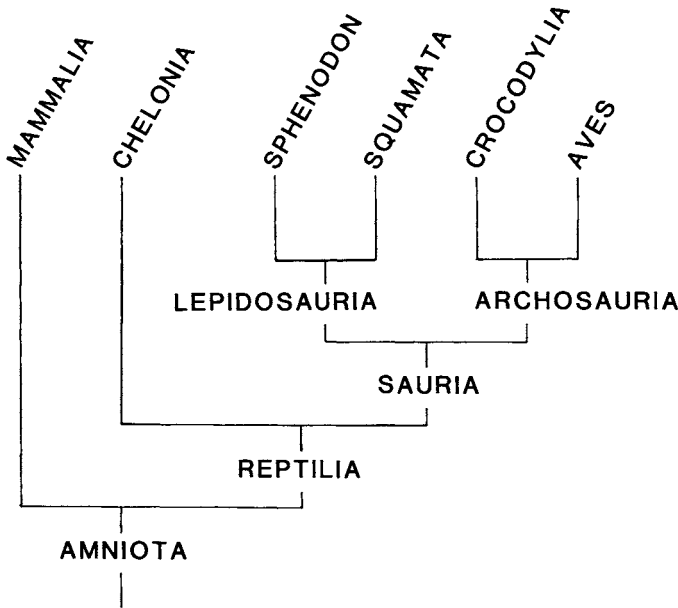 MAMMALIA
CHELONIA
SPHENODON
SQUAMATA
CROCODYLIA
AVES
LEPIDOSAURIA
ARCHOSAURIA
SAURIA
REPTILIA
AMNIOTA